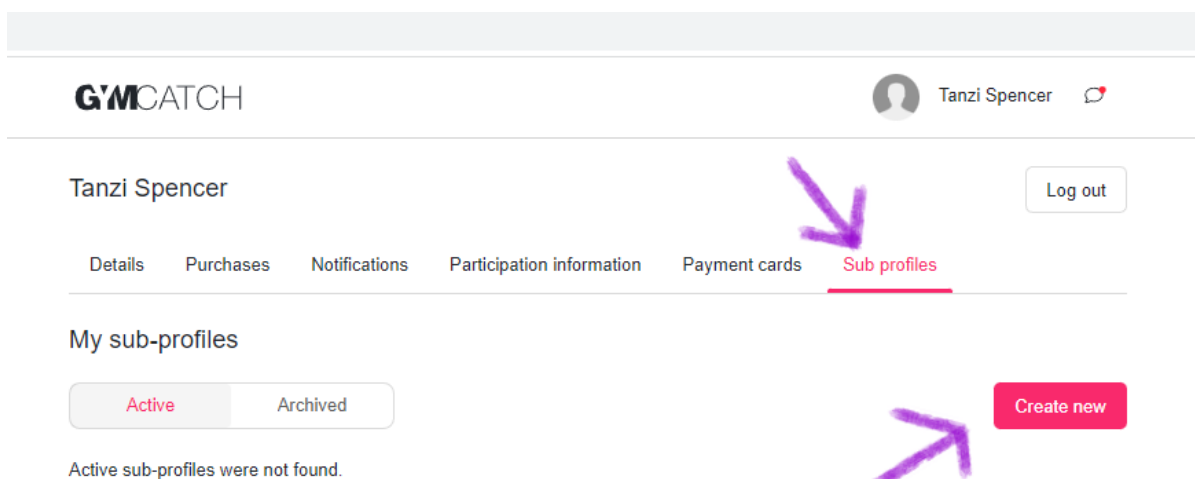 GYMCATCH
Tanzi Spencer
Tanzi Spencer
Log out
Details Purchases Notifications Participation information Payment cards Sub profiles
My sub-profiles
Active Archived
Create new
Active sub-profiles were not found.